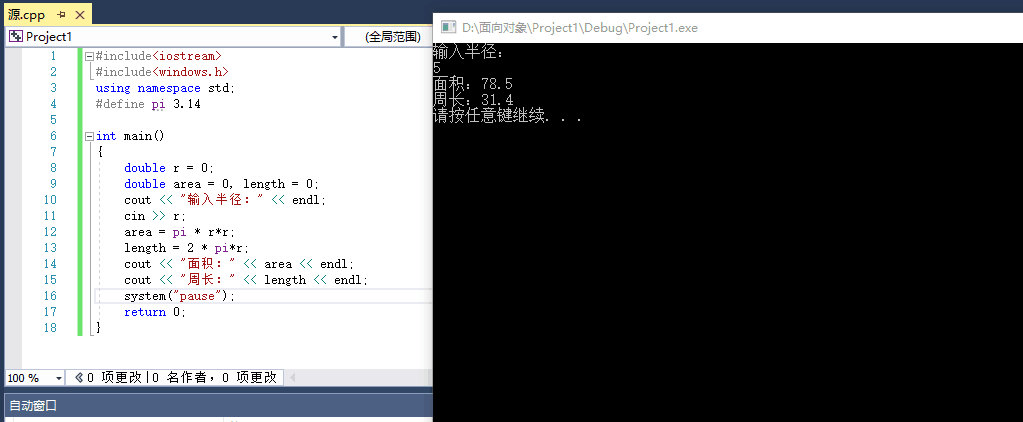 源.cpp
Project1
(全局范围)
1 #include<iostream>
2 #include<windows.h>
3 using namespace std;
4 #define pi 3.14
5
6 int main()
7 {
8 double r = 0;
9 double area = 0, length = 0;
10 cout << "输入半径：" << endl;
11 cin >> r;
12 area = pi * r*r;
13 length = 2 * pi*r;
14 cout << "面积：" << area << endl;
15 cout << "周长：" << length << endl;
16 system("pause");
17 return 0;
18 }
100 %
0 项更改|0 名作者，0 项更改
自动窗口
D:\面向对象\Project1\Debug\Project1.exe
输入半径：
5
面积：78.5
周长：31.4
请按任意键继续. . .